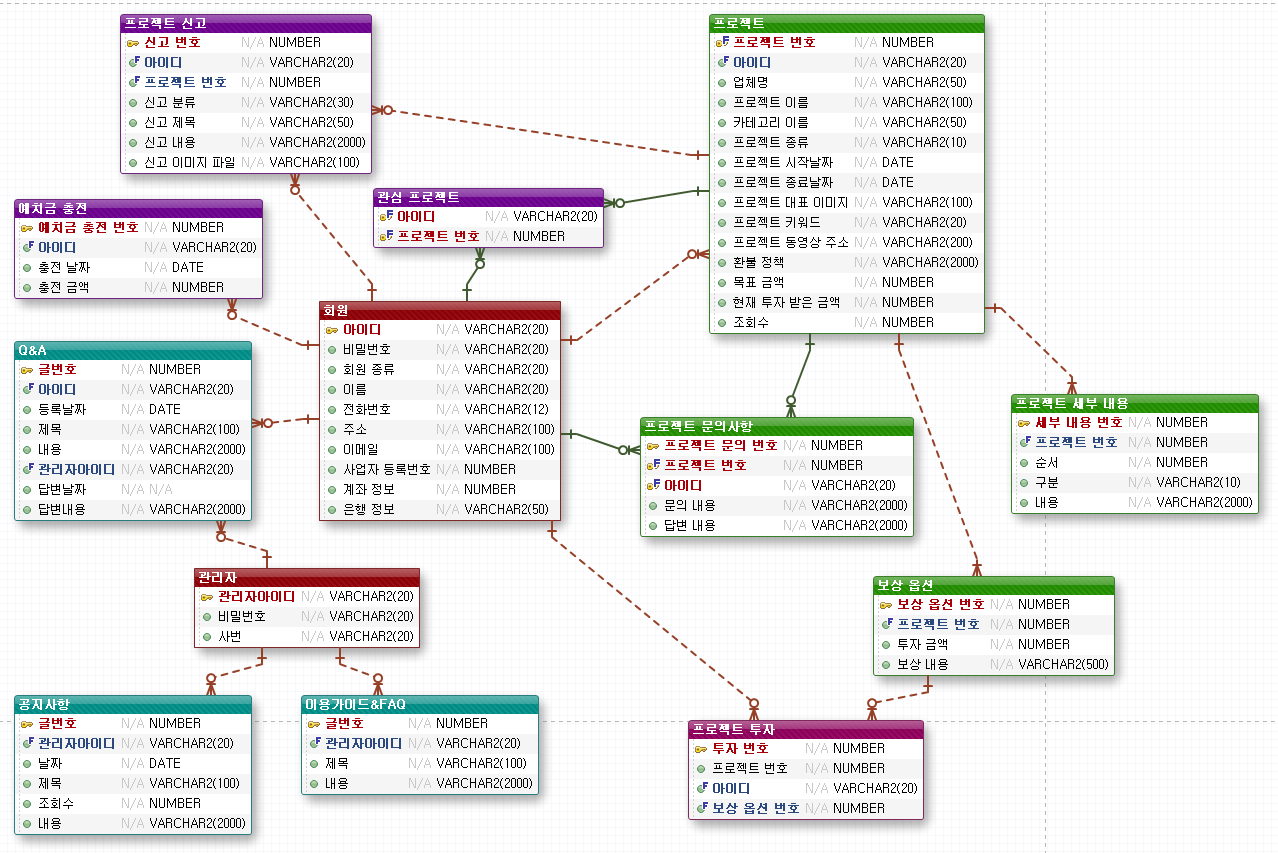 프로젝트 신고
신고 번호 N/A NUMBER
아이디 N/A VARCHAR2(20)
프로젝트 번호 N/A NUMBER
신고 분류 N/A VARCHAR2(30)
신고 제목 N/A VARCHAR2(50)
신고 내용 N/A VARCHAR2(2000)
신고 이미지 파일 N/A VARCHAR2(100)
프로젝트
프로젝트 번호 N/A NUMBER
아이디 N/A VARCHAR2(20)
업체명 N/A VARCHAR2(50)
프로젝트 이름 N/A VARCHAR2(100)
카테고리 이름 N/A VARCHAR2(50)
프로젝트 종류 N/A VARCHAR2(10)
프로젝트 시작날짜 N/A DATE
프로젝트 종료날짜 N/A DATE
프로젝트 대표 이미지 N/A VARCHAR2(100)
프로젝트 키워드 N/A VARCHAR2(20)
프로젝트 동영상 주소 N/A VARCHAR2(200)
환불 정책 N/A VARCHAR2(2000)
목표 금액 N/A NUMBER
현재 투자 받은 금액 N/A NUMBER
조회수 N/A NUMBER
관심 프로젝트
아이디 N/A VARCHAR2(20)
프로젝트 번호 N/A NUMBER
예치금 충전
예치금 충전 번호 N/A NUMBER
아이디 N/A VARCHAR2(20)
충전 날짜 N/A DATE
충전 금액 N/A NUMBER
회원
아이디 N/A VARCHAR2(20)
비밀번호 N/A VARCHAR2(20)
회원 종류 N/A VARCHAR2(20)
이름 N/A VARCHAR2(20)
전화번호 N/A VARCHAR2(12)
주소 N/A VARCHAR2(100)
이메일 N/A VARCHAR2(100)
사업자 등록번호 N/A NUMBER
계좌 정보 N/A NUMBER
은행 정보 N/A VARCHAR2(50)
Q&A
글번호 N/A NUMBER
아이디 N/A VARCHAR2(20)
등록날짜 N/A DATE
제목 N/A VARCHAR2(100)
내용 N/A VARCHAR2(2000)
관리자아이디 N/A VARCHAR2(20)
답변날짜 N/A N/A
답변내용 N/A VARCHAR2(2000)
프로젝트 문의사항
프로젝트 문의 번호 N/A NUMBER
프로젝트 번호 N/A NUMBER
아이디 N/A VARCHAR2(20)
문의 내용 N/A VARCHAR2(2000)
답변 내용 N/A VARCHAR2(2000)
프로젝트 세부 내용
세부 내용 번호 N/A NUMBER
프로젝트 번호 N/A NUMBER
순서 N/A NUMBER
구분 N/A VARCHAR2(10)
내용 N/A VARCHAR2(2000)
관리자
관리자아이디 N/A VARCHAR2(20)
비밀번호 N/A VARCHAR2(20)
사번 N/A VARCHAR2(20)
보상 옵션
보상 옵션 번호 N/A NUMBER
프로젝트 번호 N/A NUMBER
투자 금액 N/A NUMBER
보상 내용 N/A VARCHAR2(500)
공지사항
글번호 N/A NUMBER
관리자아이디 N/A VARCHAR2(20)
날짜 N/A DATE
제목 N/A VARCHAR2(100)
조회수 N/A NUMBER
내용 N/A VARCHAR2(2000)
이용가이드&FAQ
글번호 N/A NUMBER
관리자아이디 N/A VARCHAR2(20)
제목 N/A VARCHAR2(100)
내용 N/A VARCHAR2(2000)
프로젝트 투자
투자 번호 N/A NUMBER
프로젝트 번호 N/A NUMBER
아이디 N/A VARCHAR2(20)
보상 옵션 번호 N/A NUMBER